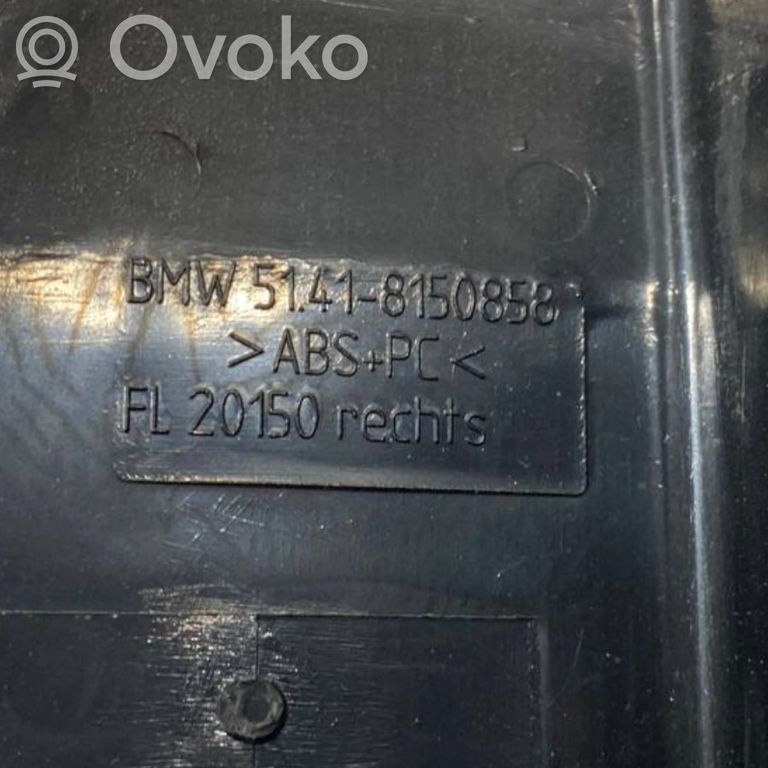 Ovoko
BMW 51.41-8150858
>ABS+PC<
FL 20150 rechts